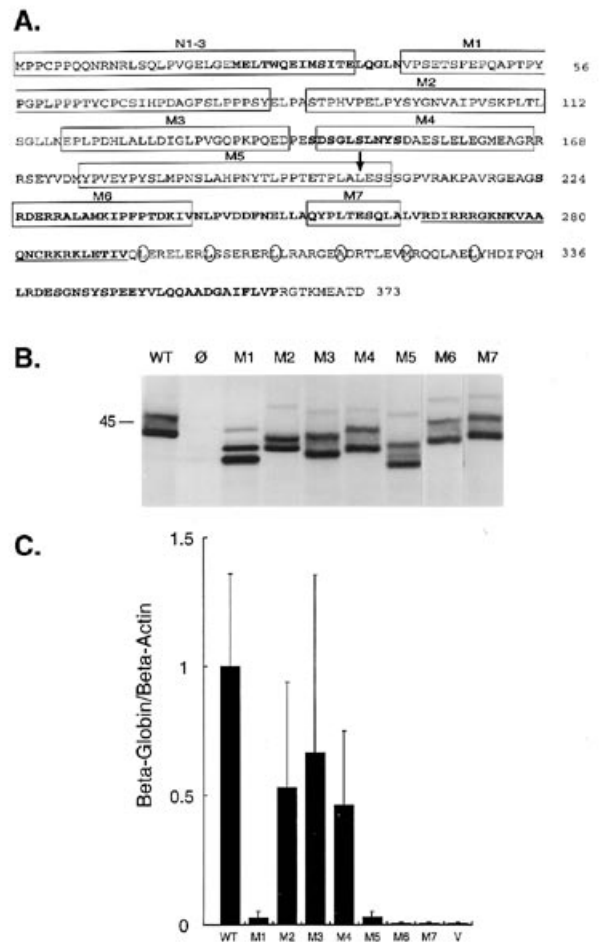 A.
N1-3 M1
MPPCPPQQNRNRLSQLPVGELGEMELTWQEIMSITELQGLNVPSETSFEPQAPTPY 56
M2
PGPLPPPTYCPCSIHPDAGFSLPPPSYELPASTPHVPELPYSYGNVAIPVSKPLTL 112
M3 M4
SGLLNEPLPDHLALLDIGLPVGQPKPQEDPESDSGLSLNYSDAESLELEGMEAGRR 168
M5
RSEYVDMYPVEYPYSLMPNSLAHPNYTLPPTETPLALESSSGPVRAKPAVRGEAGS 224
M6 M7
RDERRALAMKIPFPTDKIVNLPVDDFNELLAQYPLTESQLALVRDIRRRGKNKVAA 280
QNCRKRKLETIVQLERELERLSSERERLLRARGEADRTLEVMRQQLAELYHDIFQH 336
LRDESGNSYSPEEYVLQQAADGAIFLVPRGTKMEATD 373
B.
WT Ø M1 M2 M3 M4 M5 M6 M7
45
C.
1.5
1
0.5
0
Beta-Globin/Beta-Actin
WT M1 M2 M3 M4 M5 M6 M7 V